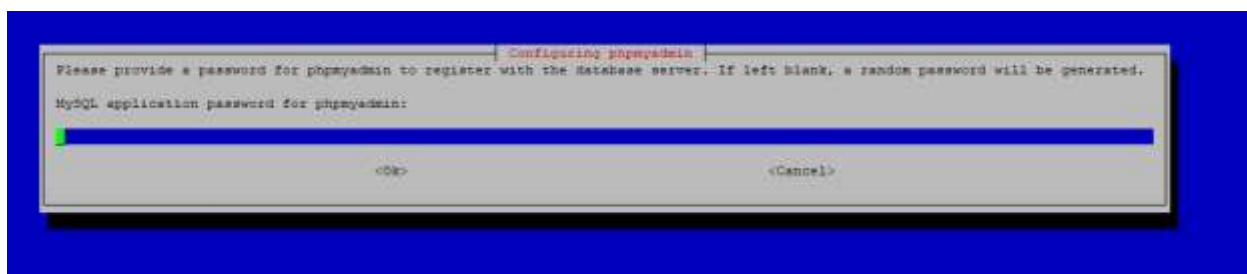 Configuring phpmyadmin
Please provide a password for phpmyadmin to register with the database server. If left blank, a random password will be generated.
MySQL application password for phpmyadmin:
<Ok> <Cancel>